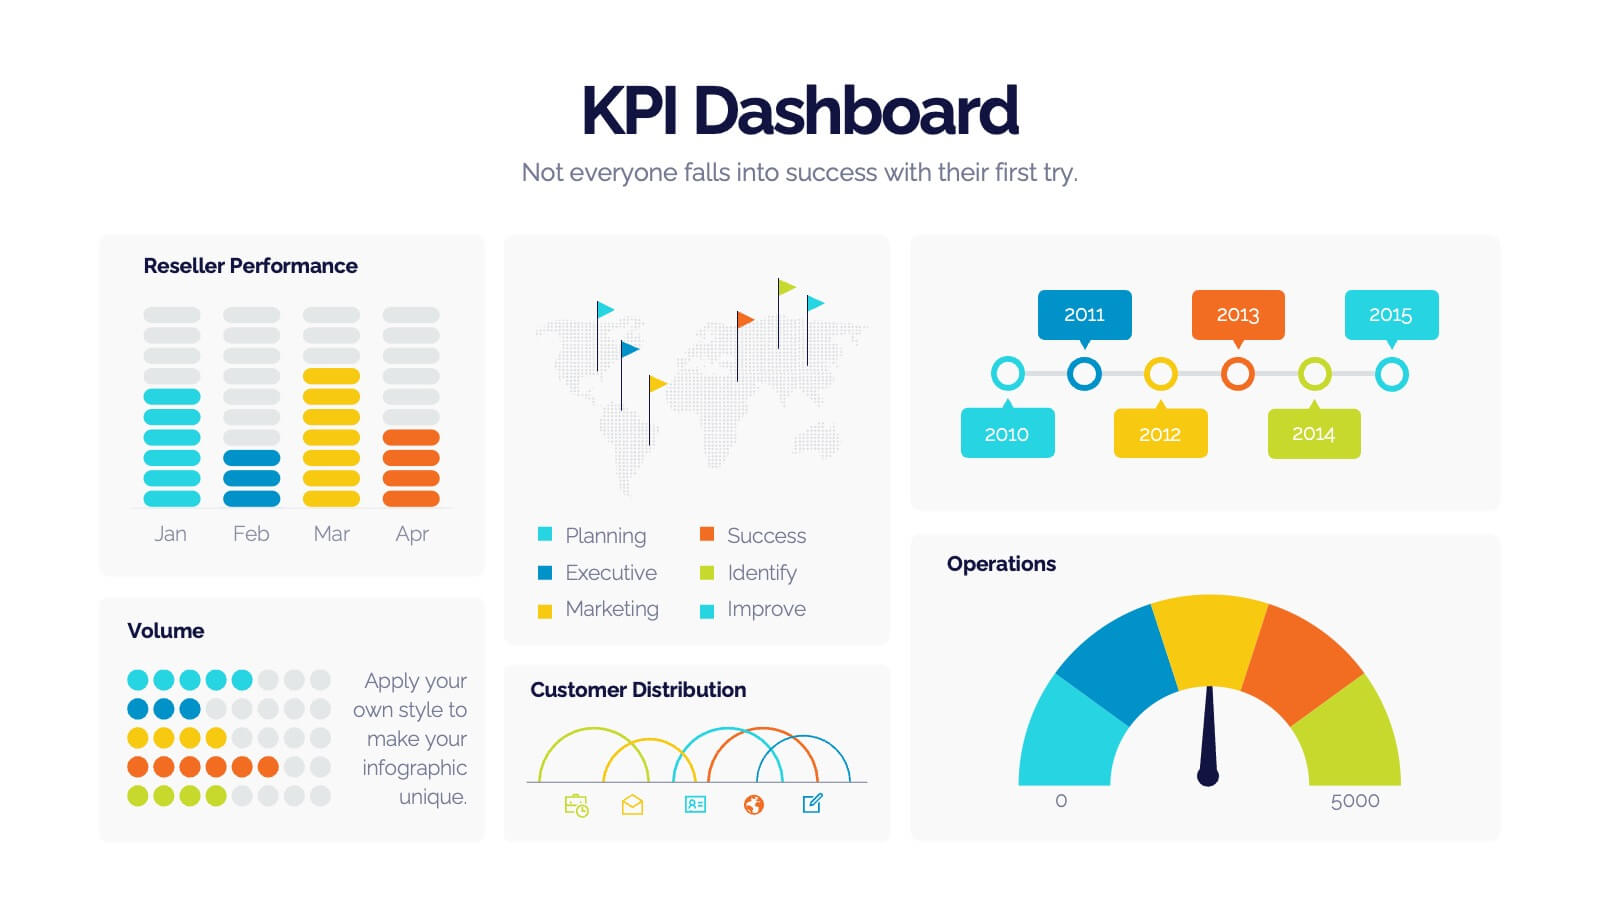 KPI Dashboard
Not everyone falls into success with their first try.
Reseller Performance
Jan Feb Mar Apr
Volume
Apply your
own style to
make your
infographic
unique.
Planning Success
Executive Identify
Marketing Improve
Customer Distribution
2011 2013 2015
2010 2012 2014
Operations
0 5000